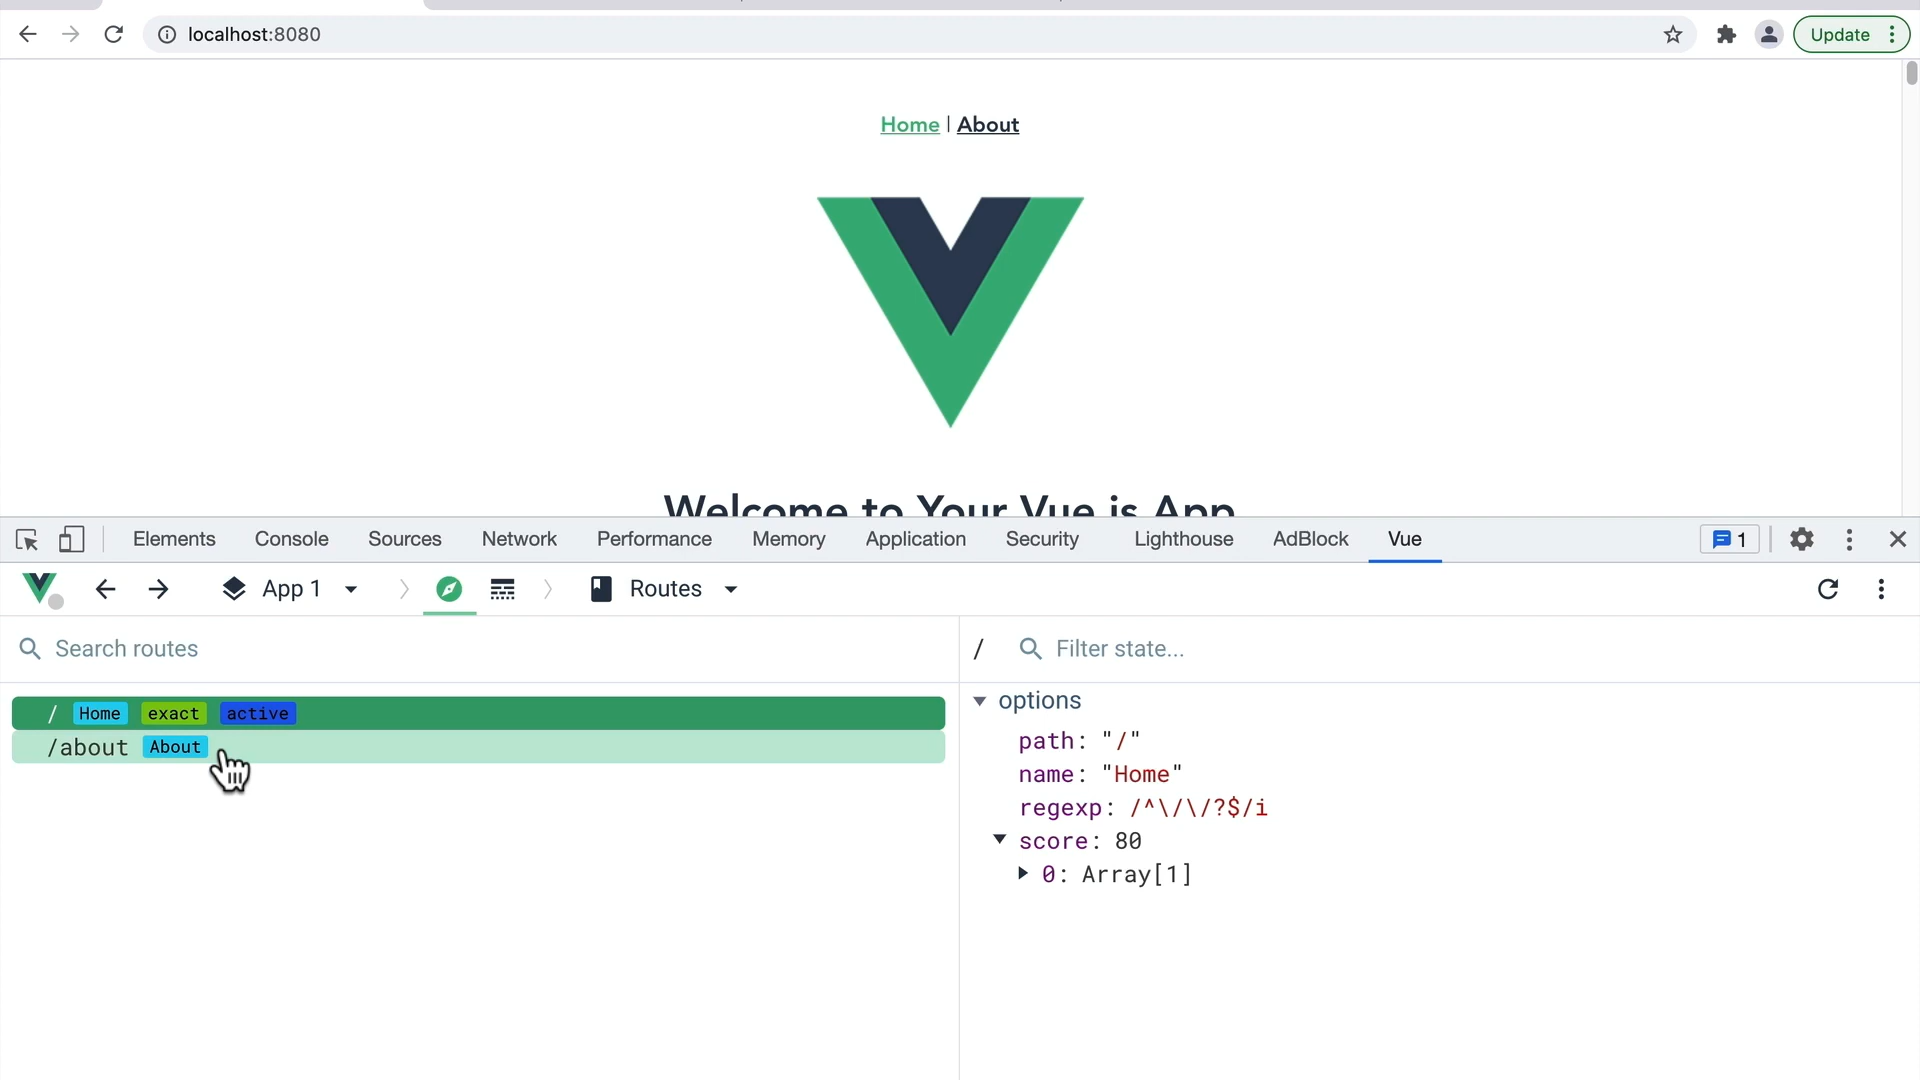 localhost:8080
Update
Home | About
Welcome to Your Vue.js App
Elements Console Sources Network Performance Memory Application Security Lighthouse AdBlock Vue 1
App 1 Routes
Search routes
/ Filter state...
/ Home exact active
/about About
options
path: "/"
name: "Home"
regexp: /^\/\/?$/i
score: 80
0: Array[1]